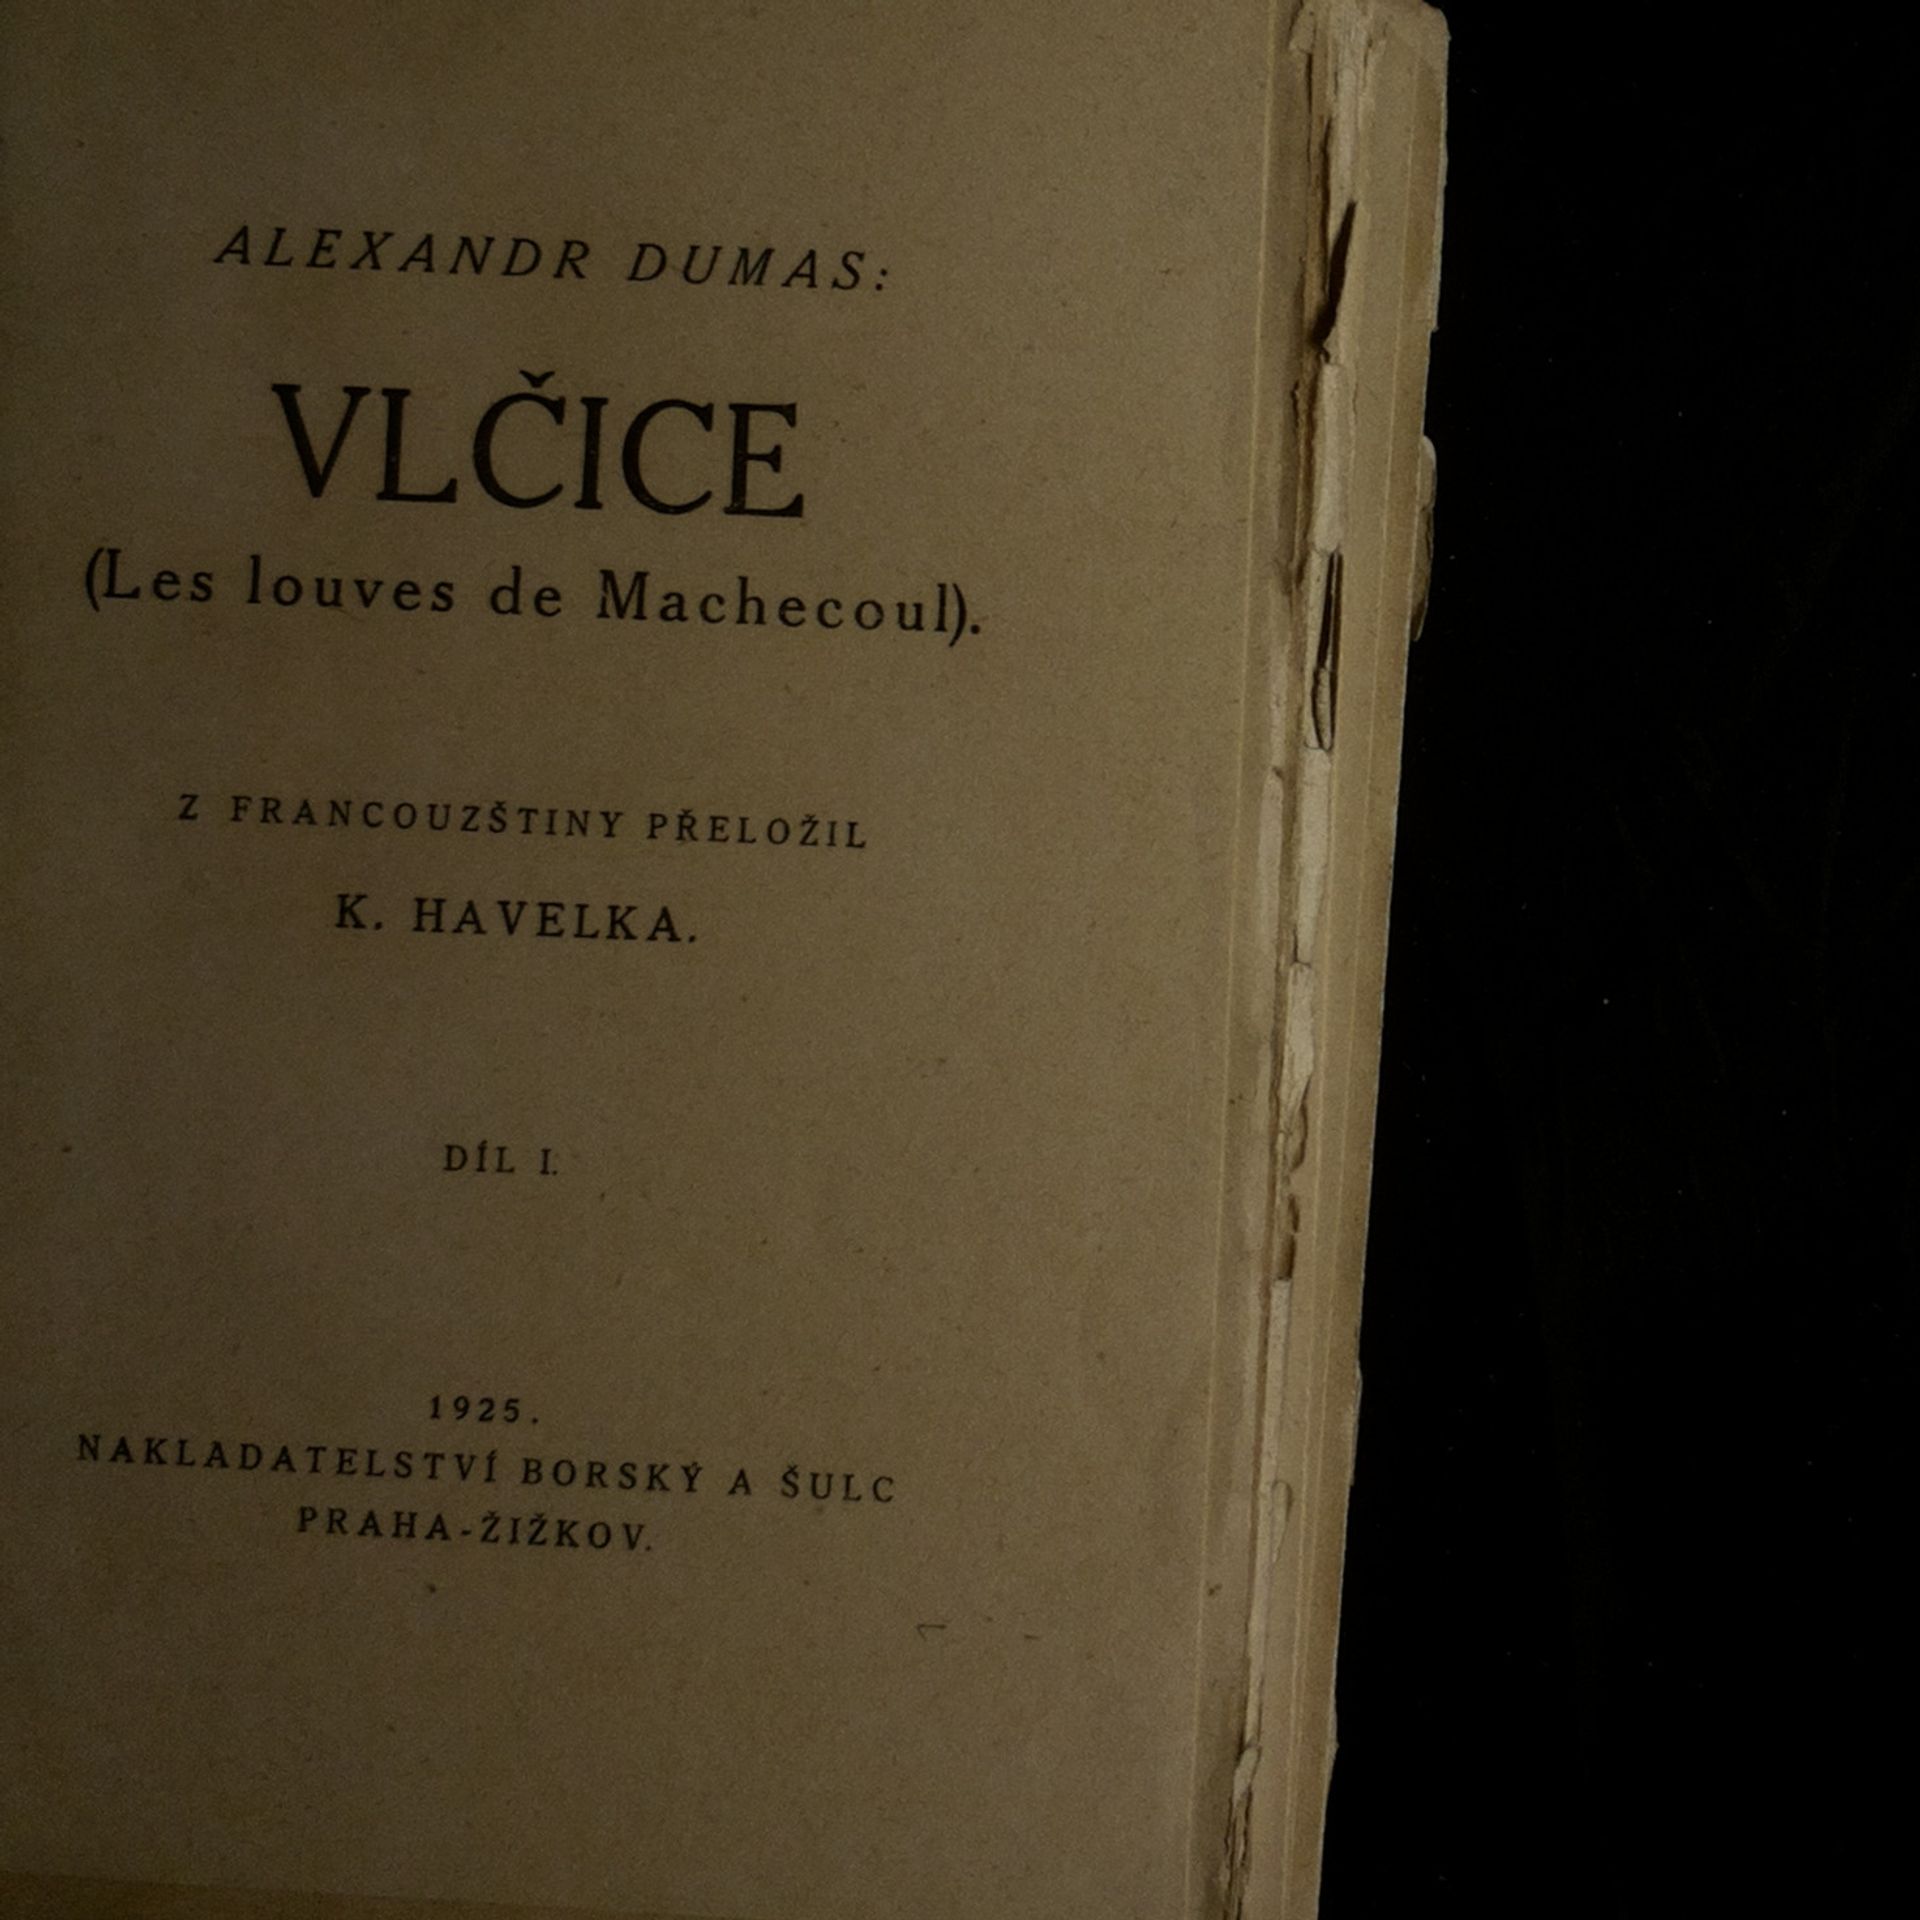 ALEXANDR DUMAS:
VLČICE
(Les louves de Machecoul).
Z FRANCOUZŠTINY PŘELOŽIL
K. HAVELKA.
DÍL I.
1925.
NAKLADATELSTVÍ BORSKÝ A ŠULC
PRAHA-ŽIŽKOV.